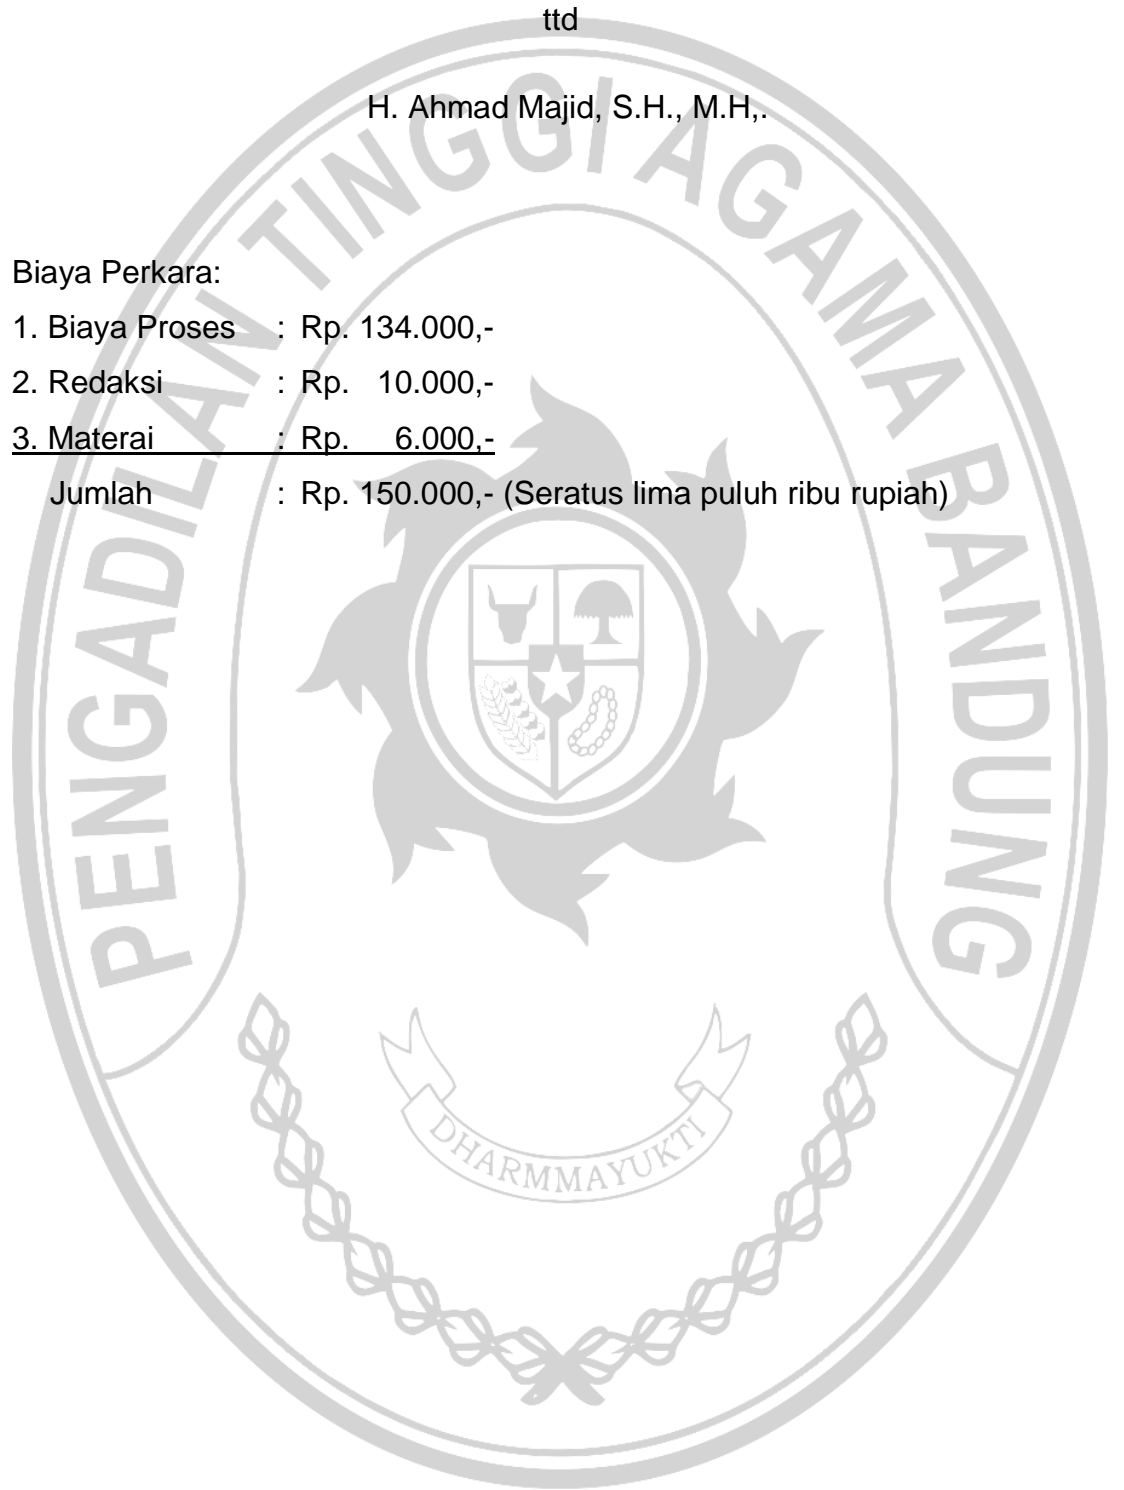 ttd
H. Ahmad Majid, S.H., M.H,.
Biaya Perkara:
1. Biaya Proses : Rp. 134.000,-
2. Redaksi : Rp. 10.000,-
3. Materai : Rp. 6.000,-
Jumlah : Rp. 150.000,- (Seratus lima puluh ribu rupiah)
PENGADILAN TINGGI AGAMA BANDUNG
DHARMMAYUKTI